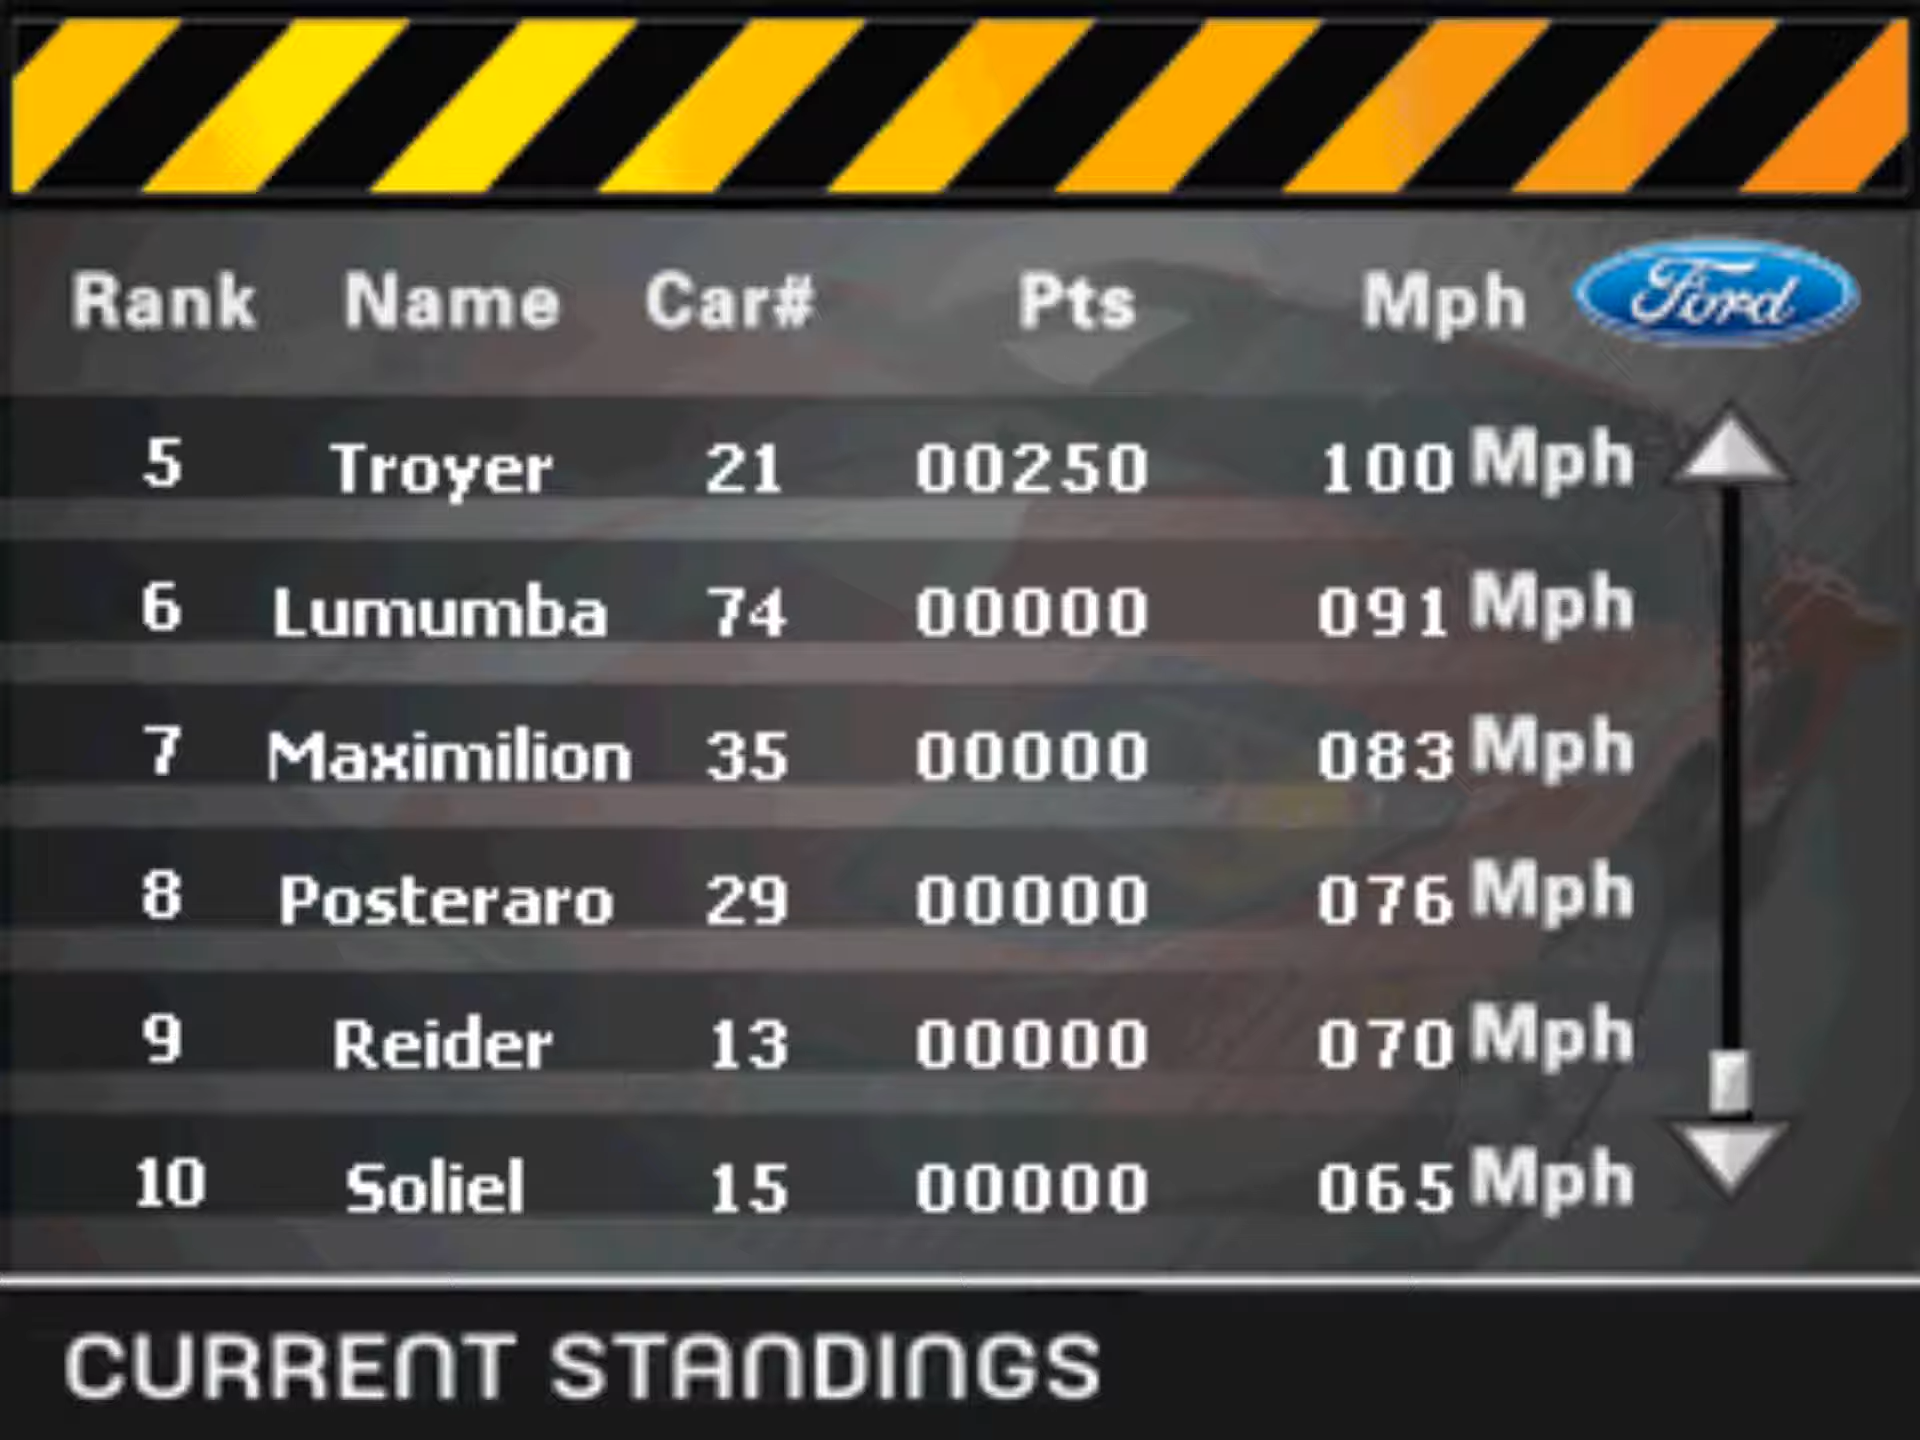 Rank Name Car# Pts Mph Ford
5 Troyer 21 00250 100 Mph
6 Lumumba 74 00000 091 Mph
7 Maximilion 35 00000 083 Mph
8 Posteraro 29 00000 076 Mph
9 Reider 13 00000 070 Mph
10 Soliel 15 00000 065 Mph
CURRENT STANDINGS